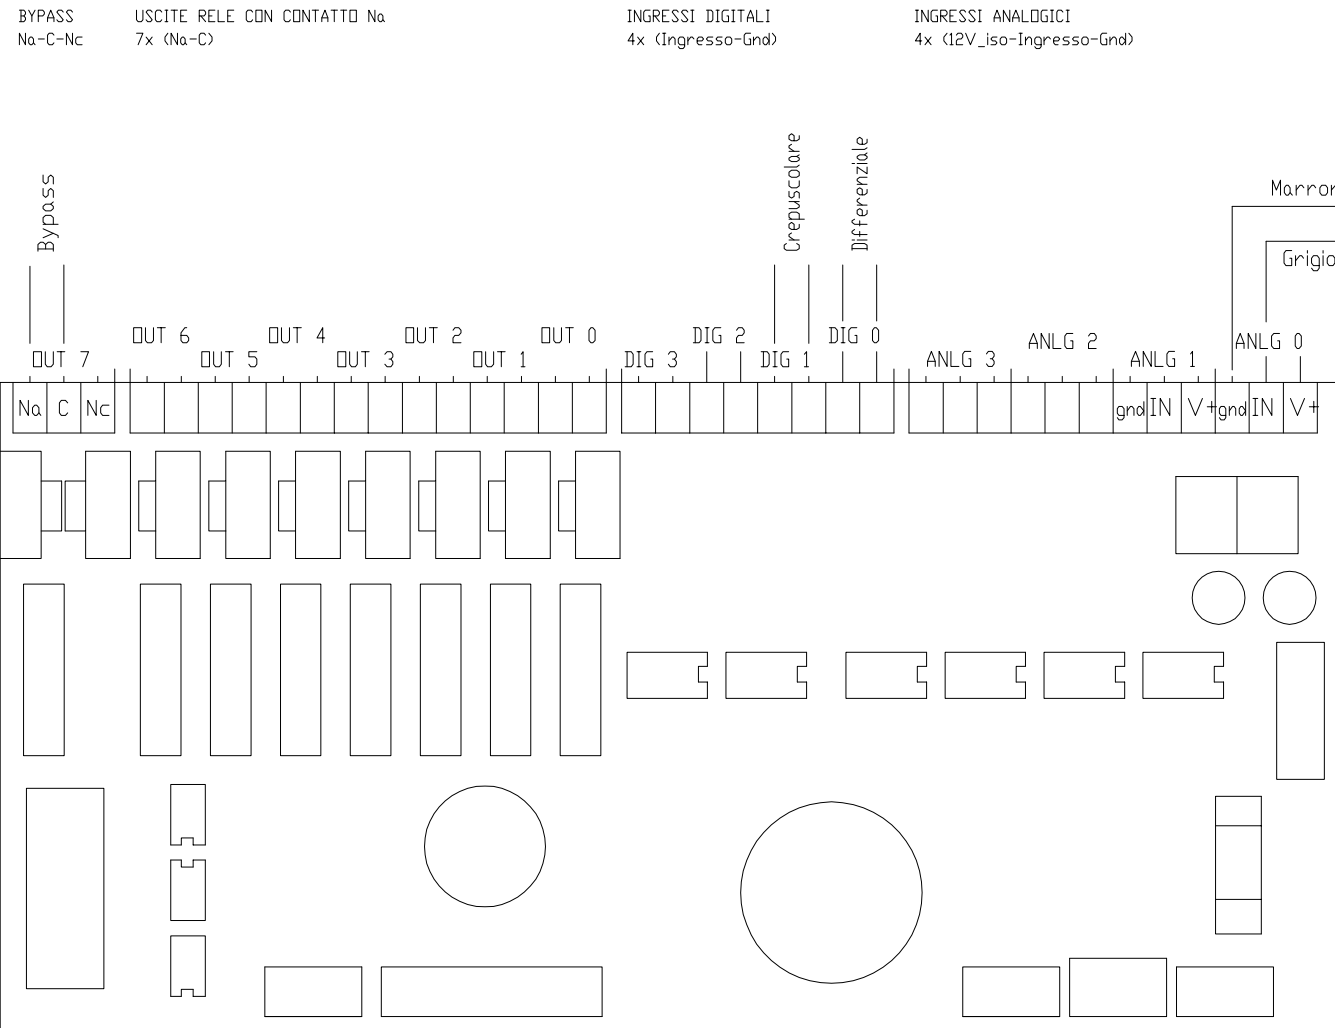 BYPASS
Na-C-Nc
USCITE RELE CON CONTATTO Na
7x (Na-C)
INGRESSI DIGITALI
4x (Ingresso-Gnd)
INGRESSI ANALOGICI
4x (12V_iso-Ingresso-Gnd)
Bypass
Crepuscolare
Differenziale
Marron
Grigio
OUT 7
OUT 6
OUT 5
OUT 4
OUT 3
OUT 2
OUT 1
OUT 0
DIG 3
DIG 2
DIG 1
DIG 0
ANLG 3
ANLG 2
ANLG 1
ANLG 0
Na C Nc
gnd IN V+ gnd IN V+